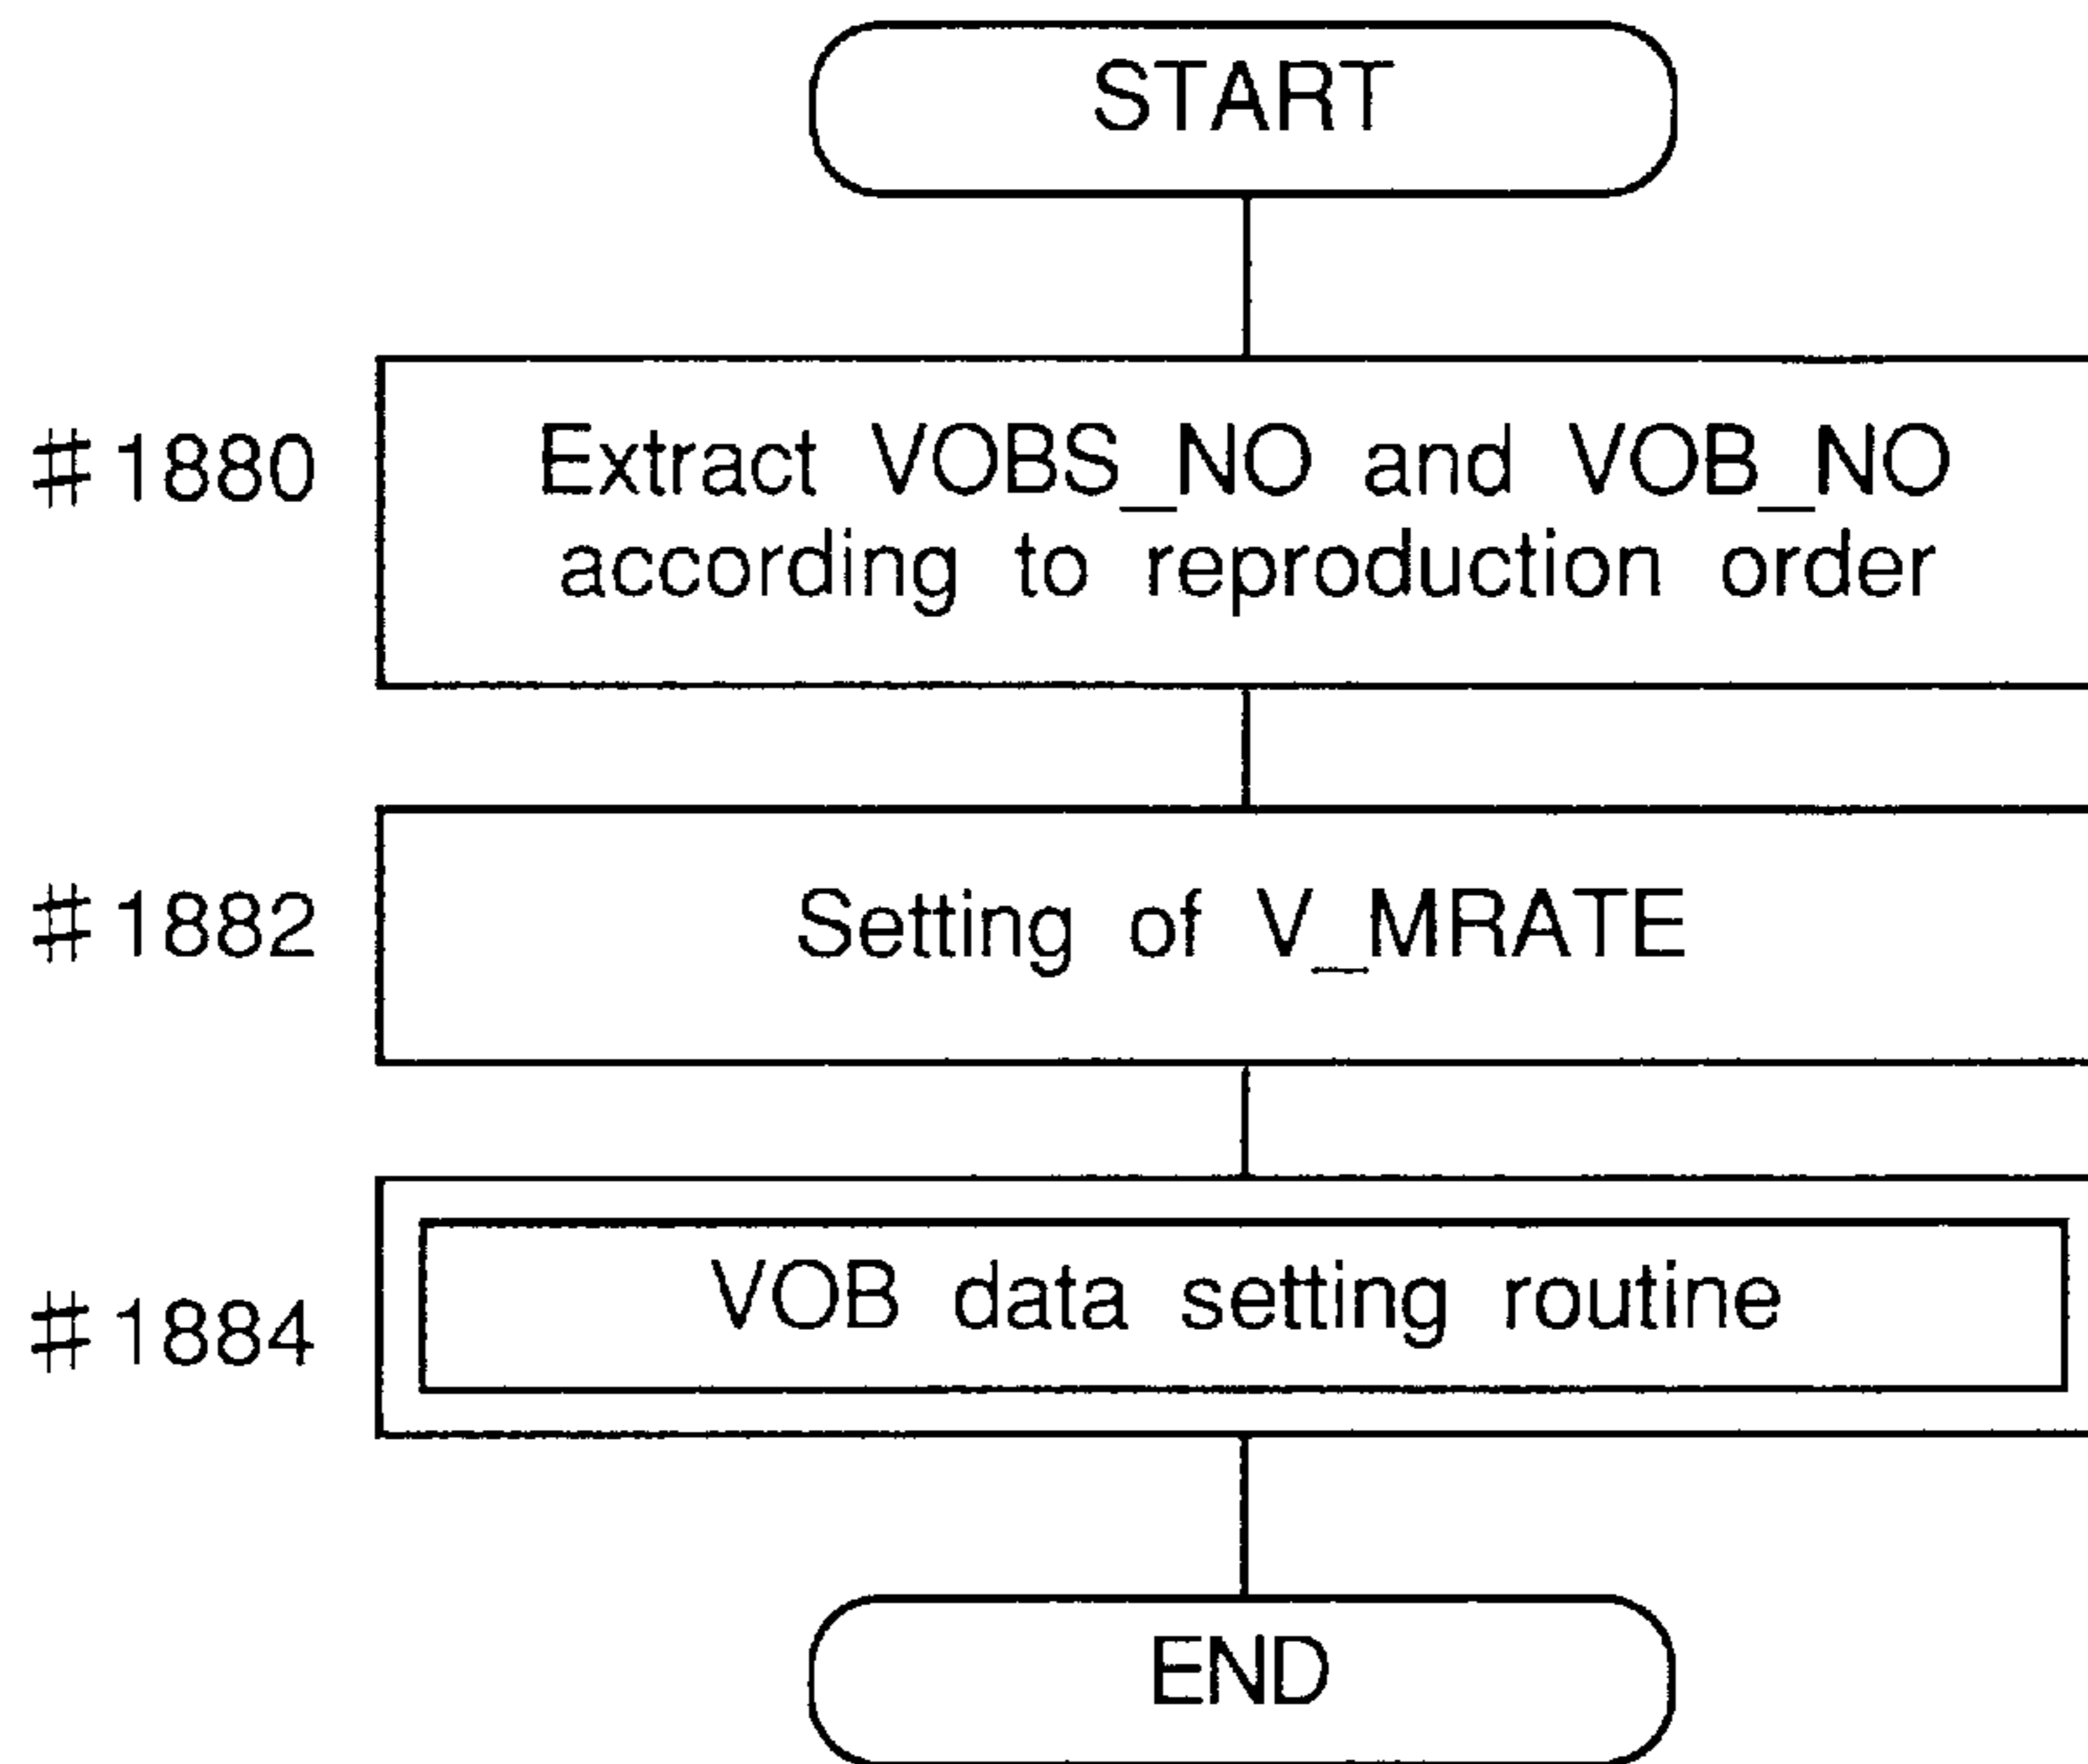 START
#1880
Extract VOBS_NO and VOB_NO
according to reproduction order
#1882
Setting of V_MRATE
#1884
VOB data setting routine
END